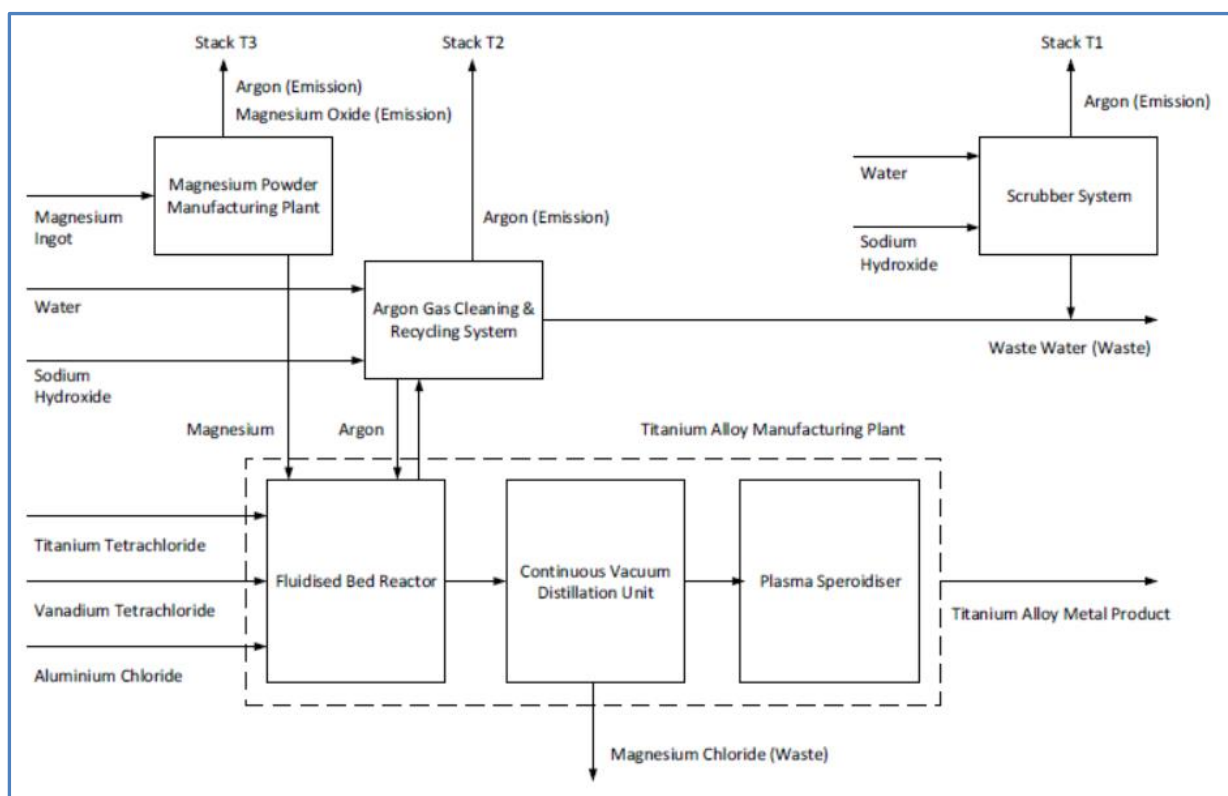 Stack T3
Stack T2
Stack T1
Argon (Emission)
Magnesium Oxide (Emission)
Argon (Emission)
Magnesium Powder
Manufacturing Plant
Water
Scrubber System
Magnesium
Ingot
Argon (Emission)
Sodium
Hydroxide
Water
Argon Gas Cleaning &
Recycling System
Waste Water (Waste)
Sodium
Hydroxide
Magnesium
Argon
Titanium Alloy Manufacturing Plant
Titanium Tetrachloride
Fluidised Bed Reactor
Continuous Vacuum
Distillation Unit
Plasma Speroidiser
Vanadium Tetrachloride
Titanium Alloy Metal Product
Aluminium Chloride
Magnesium Chloride (Waste)